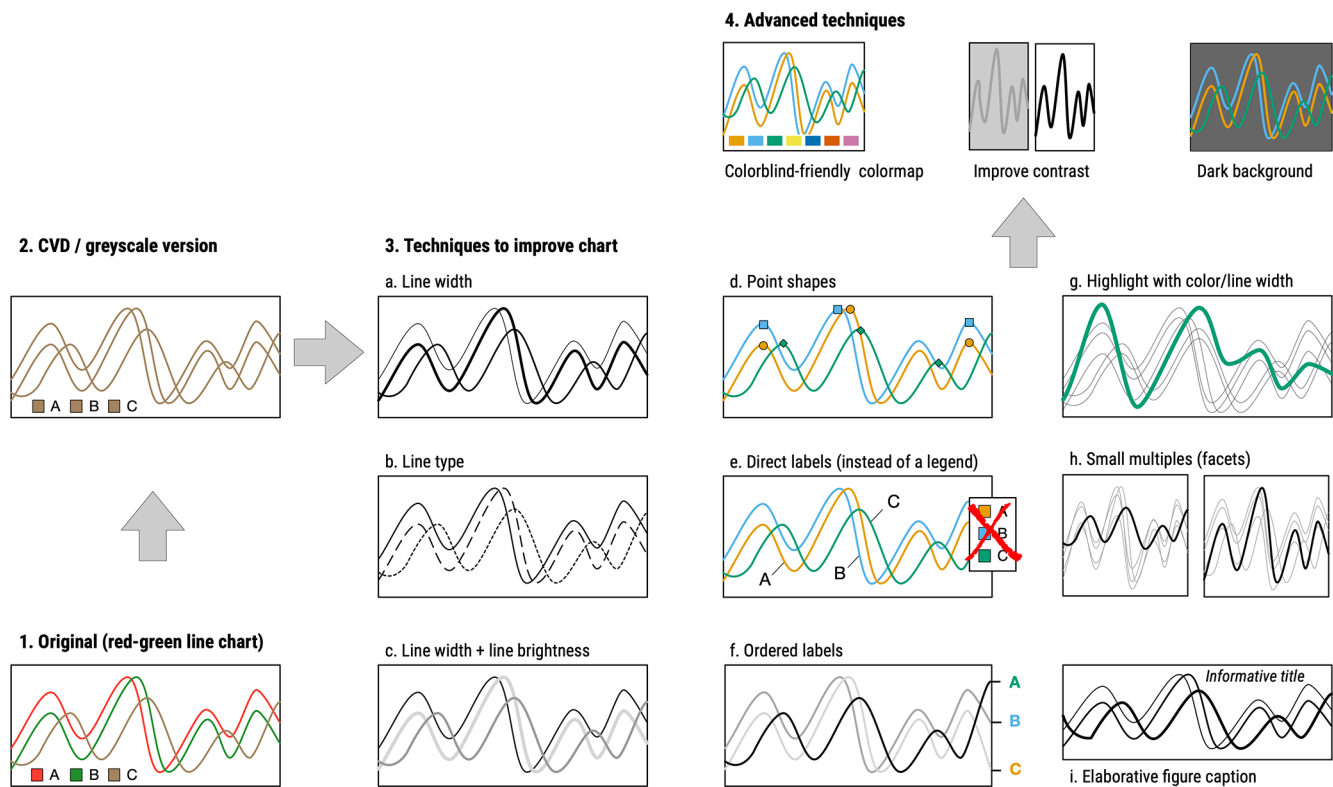 4. Advanced techniques
Colorblind-friendly colormap
Improve contrast
Dark background
2. CVD / greyscale version
A B C
3. Techniques to improve chart
a. Line width
b. Line type
c. Line width + line brightness
d. Point shapes
e. Direct labels (instead of a legend)
C
A
B
A
B
C
f. Ordered labels
A
B
C
g. Highlight with color/line width
h. Small multiples (facets)
Informative title
i. Elaborative figure caption
1. Original (red-green line chart)
A B C